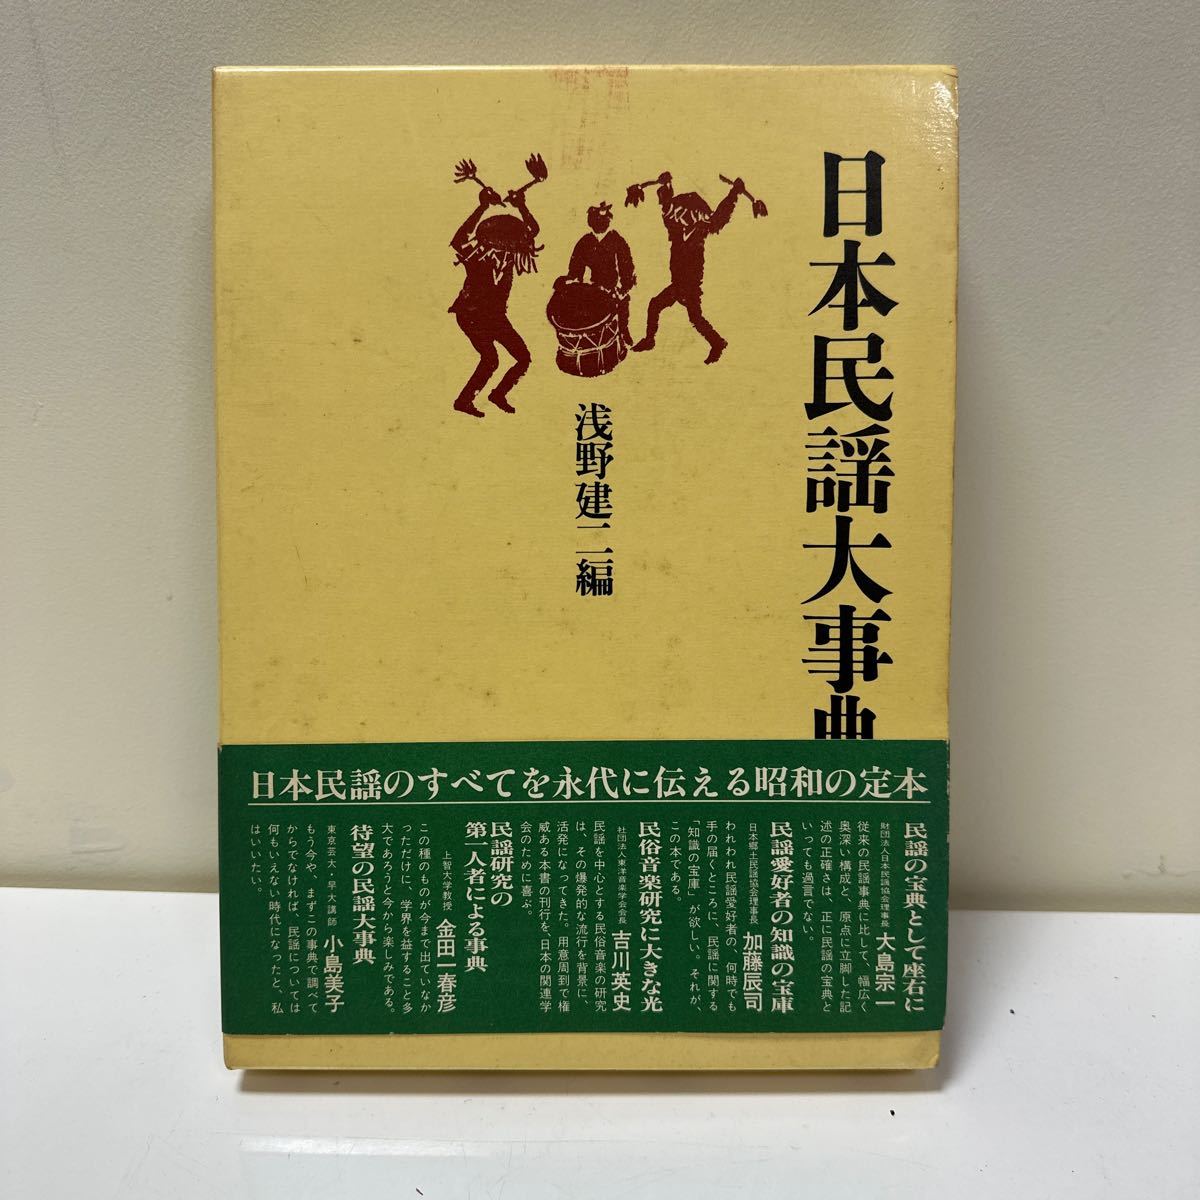 日本民謡大事典
浅野建二編
日本民謡のすべてを永代に伝える昭和の定本
民謡の宝典として座右に
財団法人日本民謡協会理事長 大島宗一
従来の民謡事典に比して、幅広く
奥深い構成と、原点に立脚した記
述の正確さは、正に民謡の宝典と
いっても過言でない。
民謡愛好者の知識の宝庫
日本郷土民謡協会理事長 加藤辰司
われわれ民謡愛好者の、何時でも
手の届くところに、民謡に関する
「知識の宝庫」が欲しい。それが、
この本である。
民俗音楽研究に大きな光
社団法人東洋音楽学会会長 吉川英史
民謡を中心とする民俗音楽の研究
は、その爆発的な流行を背景に、
活発になってきた。用意周到で権
威ある本書の刊行を、日本の関連学
会のために喜ぶ。
民謡研究の
第一人者による事典
上智大学教授 金田一春彦
この種のものが今まで出ていなか
っただけに、学界を益すること多
大であろうと今から楽しみである。
待望の民謡大事典
東京芸大・早大講師 小島美子
もう今や、まずこの事典で調べて
からでなければ、民謡については
何もいえない時代になったと、私
はいいたい。